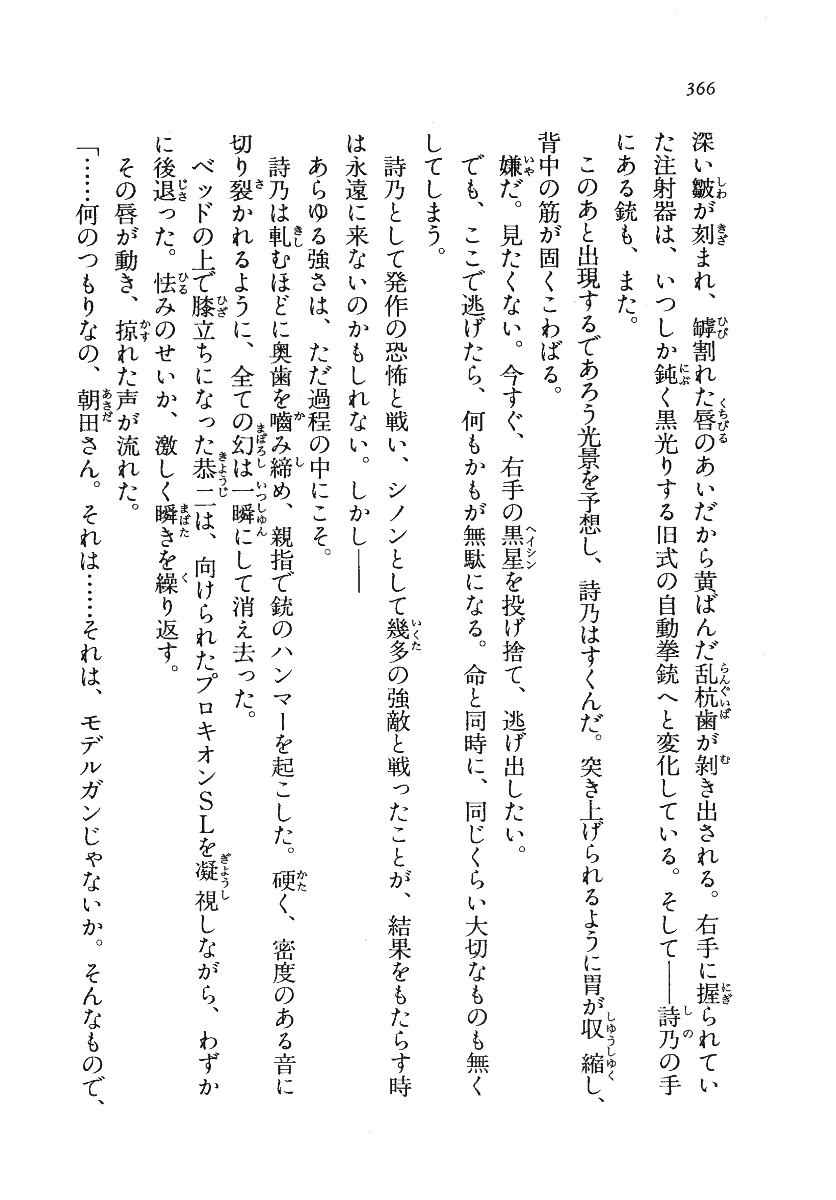 366
深い皺が刻まれ、罅割れた唇のあいだから黄ばんだ乱杭歯が剝き出される。右手に握られてい
た注射器は、いつしか鈍く黒光りする旧式の自動拳銃へと変化している。そして――詩乃の手
にある銃も、また。
このあと出現するであろう光景を予想し、詩乃はすくんだ。突き上げられるように胃が収縮し、
背中の筋が固くこわばる。
嫌だ。見たくない。今すぐ、右手の黒星を投げ捨て、逃げ出したい。
でも、ここで逃げたら、何もかもが無駄になる。命と同時に、同じくらい大切なものも無く
してしまう。
詩乃として発作の恐怖と戦い、シノンとして幾多の強敵と戦ったことが、結果をもたらす時
は永遠に来ないのかもしれない。しかし――
あらゆる強さは、ただ過程の中にこそ。
詩乃は軋むほどに奥歯を嚙み締め、親指で銃のハンマーを起こした。硬く、密度のある音に
切り裂かれるように、全ての幻は一瞬にして消え去った。
ベッドの上で膝立ちになった恭二は、向けられたプロキオンＳＬを凝視しながら、わずか
に後退った。怯みのせいか、激しく瞬きを繰り返す。
その唇が動き、掠れた声が流れた。
「……何のつもりなの、朝田さん。それは……それは、モデルガンじゃないか。そんなもので、